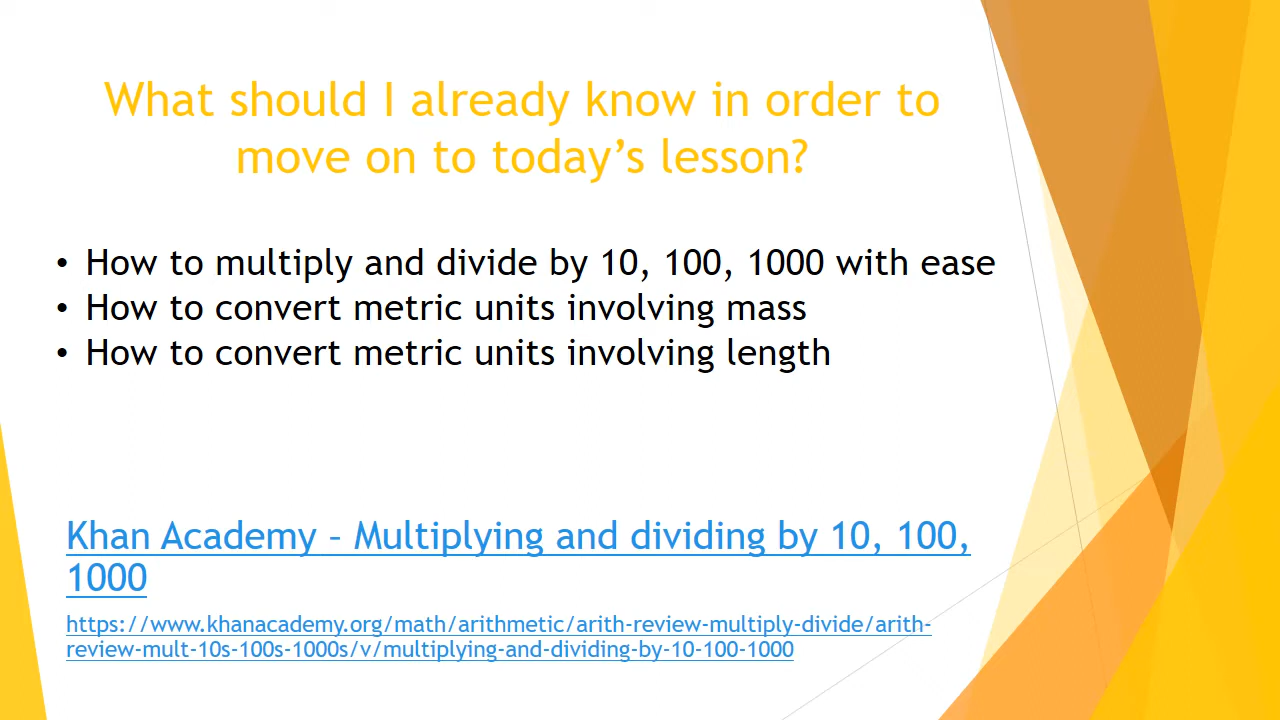 What should I already know in order to
move on to today’s lesson?
• How to multiply and divide by 10, 100, 1000 with ease
• How to convert metric units involving mass
• How to convert metric units involving length
Khan Academy – Multiplying and dividing by 10, 100,
1000
https://www.khanacademy.org/math/arithmetic/arith-review-multiply-divide/arith-
review-mult-10s-100s-1000s/v/multiplying-and-dividing-by-10-100-1000